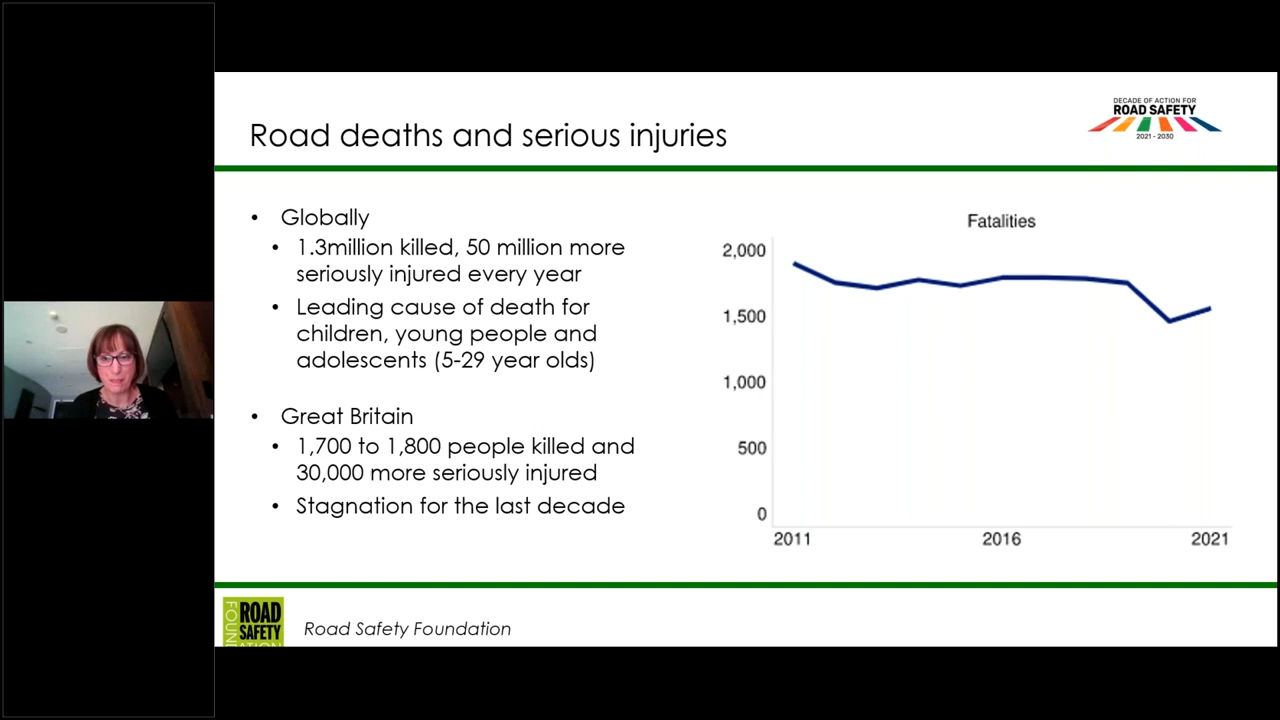 Road deaths and serious injuries
DECADE OF ACTION FOR
ROAD SAFETY
2021 - 2030
• Globally
• 1.3million killed, 50 million more
seriously injured every year
• Leading cause of death for
children, young people and
adolescents (5-29 year olds)
• Great Britain
• 1,700 to 1,800 people killed and
30,000 more seriously injured
• Stagnation for the last decade
Fatalities
2,000
1,500
1,000
500
0
2011
2016
2021
ROAD
SAFETY
Road Safety Foundation